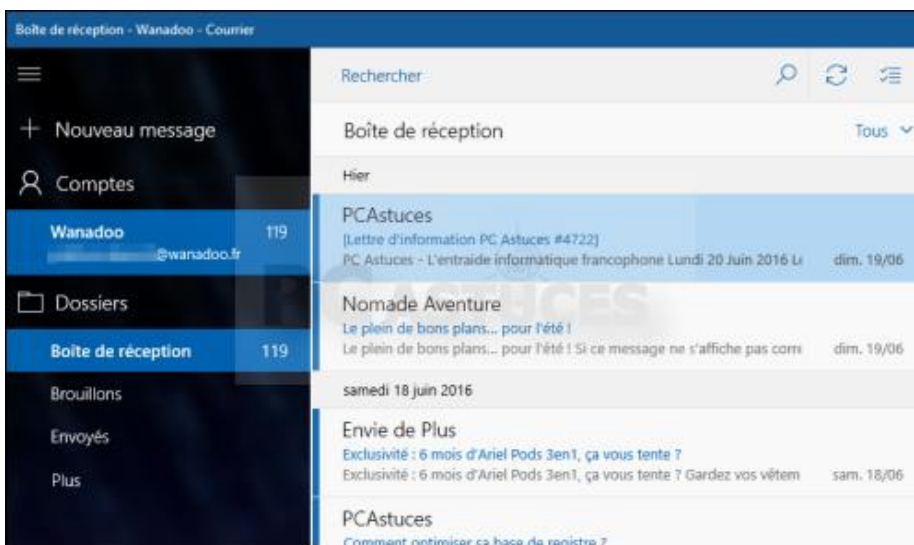 Boîte de réception - Wanadoo - Courrier
Rechercher
Nouveau message
Boîte de réception
Tous
Comptes
Hier
Wanadoo 119
@wanadoo.fr
PCAstuces
[Lettre d'information PC Astuces #4722]
PC Astuces - L'entraide informatique francophone Lundi 20 Juin 2016 dim. 19/06
Dossiers
Nomade Aventure
Le plein de bons plans... pour l'été !
Le plein de bons plans... pour l'été ! Si ce message ne s'affiche pas dim. 19/06
Boîte de réception 119
Brouillons
Envoyés
Plus
samedi 18 juin 2016
Envie de Plus
Exclusivité : 6 mois d'Ariel Pods 3en1, ça vous tente ?
Exclusivité : 6 mois d'Ariel Pods 3en1, ça vous tente ? Gardez vos vêtem sam. 18/06
PCAstuces
Comment optimiser sa base de registre ?
PC ASTUCES